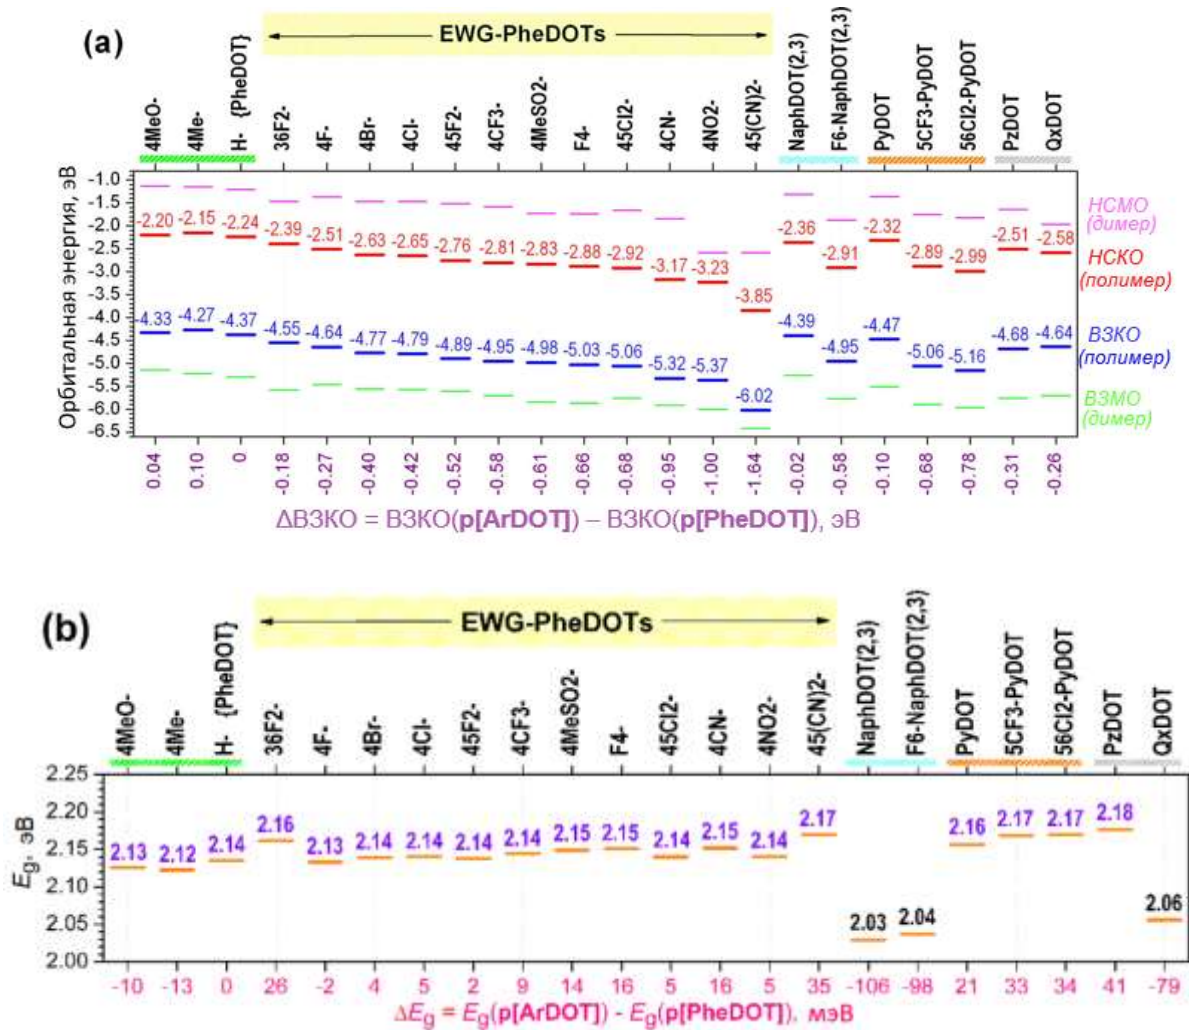 (a)
EWG-PheDOTs
4MeO-
4Me-
H- {PheDOT}
36F2-
4F-
4Br-
4Cl-
45F2-
4CF3-
4MeSO2-
F4-
45Cl2-
4CN-
4NO2-
45(CN)2-
NaphDOT(2,3)
F6-NaphDOT(2,3)
PyDOT
5CF3-PyDOT
56Cl2-PyDOT
PzDOT
QxDOT
Орбитальная энергия, эВ
-1.0
-1.5
-2.0
-2.5
-3.0
-3.5
-4.0
-4.5
-5.0
-5.5
-6.0
-6.5
-2.20 -2.15 -2.24 -2.39 -2.51 -2.63 -2.65 -2.76 -2.81 -2.83 -2.88 -2.92 -3.17 -3.23 -3.85 -2.36 -2.91 -2.32 -2.89 -2.99 -2.51 -2.58
-4.33 -4.27 -4.37 -4.55 -4.64 -4.77 -4.79 -4.89 -4.95 -4.98 -5.03 -5.06 -5.32 -5.37 -6.02 -4.39 -4.95 -4.47 -5.06 -5.16 -4.68 -4.64
НСМО
(димер)
НСКО
(полимер)
ВЗКО
(полимер)
ВЗМО
(димер)
0.04 0.10 0 -0.18 -0.27 -0.40 -0.42 -0.52 -0.58 -0.61 -0.66 -0.68 -0.95 -1.00 -1.64 -0.02 -0.58 -0.10 -0.68 -0.78 -0.31 -0.26
ΔВЗКО = ВЗКО(p[ArDOT]) – ВЗКО(p[PheDOT]), эВ
(b)
EWG-PheDOTs
4MeO-
4Me-
H- {PheDOT}
36F2-
4F-
4Br-
4Cl-
45F2-
4CF3-
4MeSO2-
F4-
45Cl2-
4CN-
4NO2-
45(CN)2-
NaphDOT(2,3)
F6-NaphDOT(2,3)
PyDOT
5CF3-PyDOT
56Cl2-PyDOT
PzDOT
QxDOT
Eg, эВ
2.25
2.20
2.15
2.10
2.05
2.00
2.13 2.12 2.14 2.16 2.13 2.14 2.14 2.14 2.14 2.15 2.15 2.14 2.15 2.14 2.17 2.03 2.04 2.16 2.17 2.17 2.18 2.06
-10 -13 0 26 -2 4 5 2 9 14 16 5 16 5 35 -106 -98 21 33 34 41 -79
ΔEg = Eg(p[ArDOT]) - Eg(p[PheDOT]), мэВ